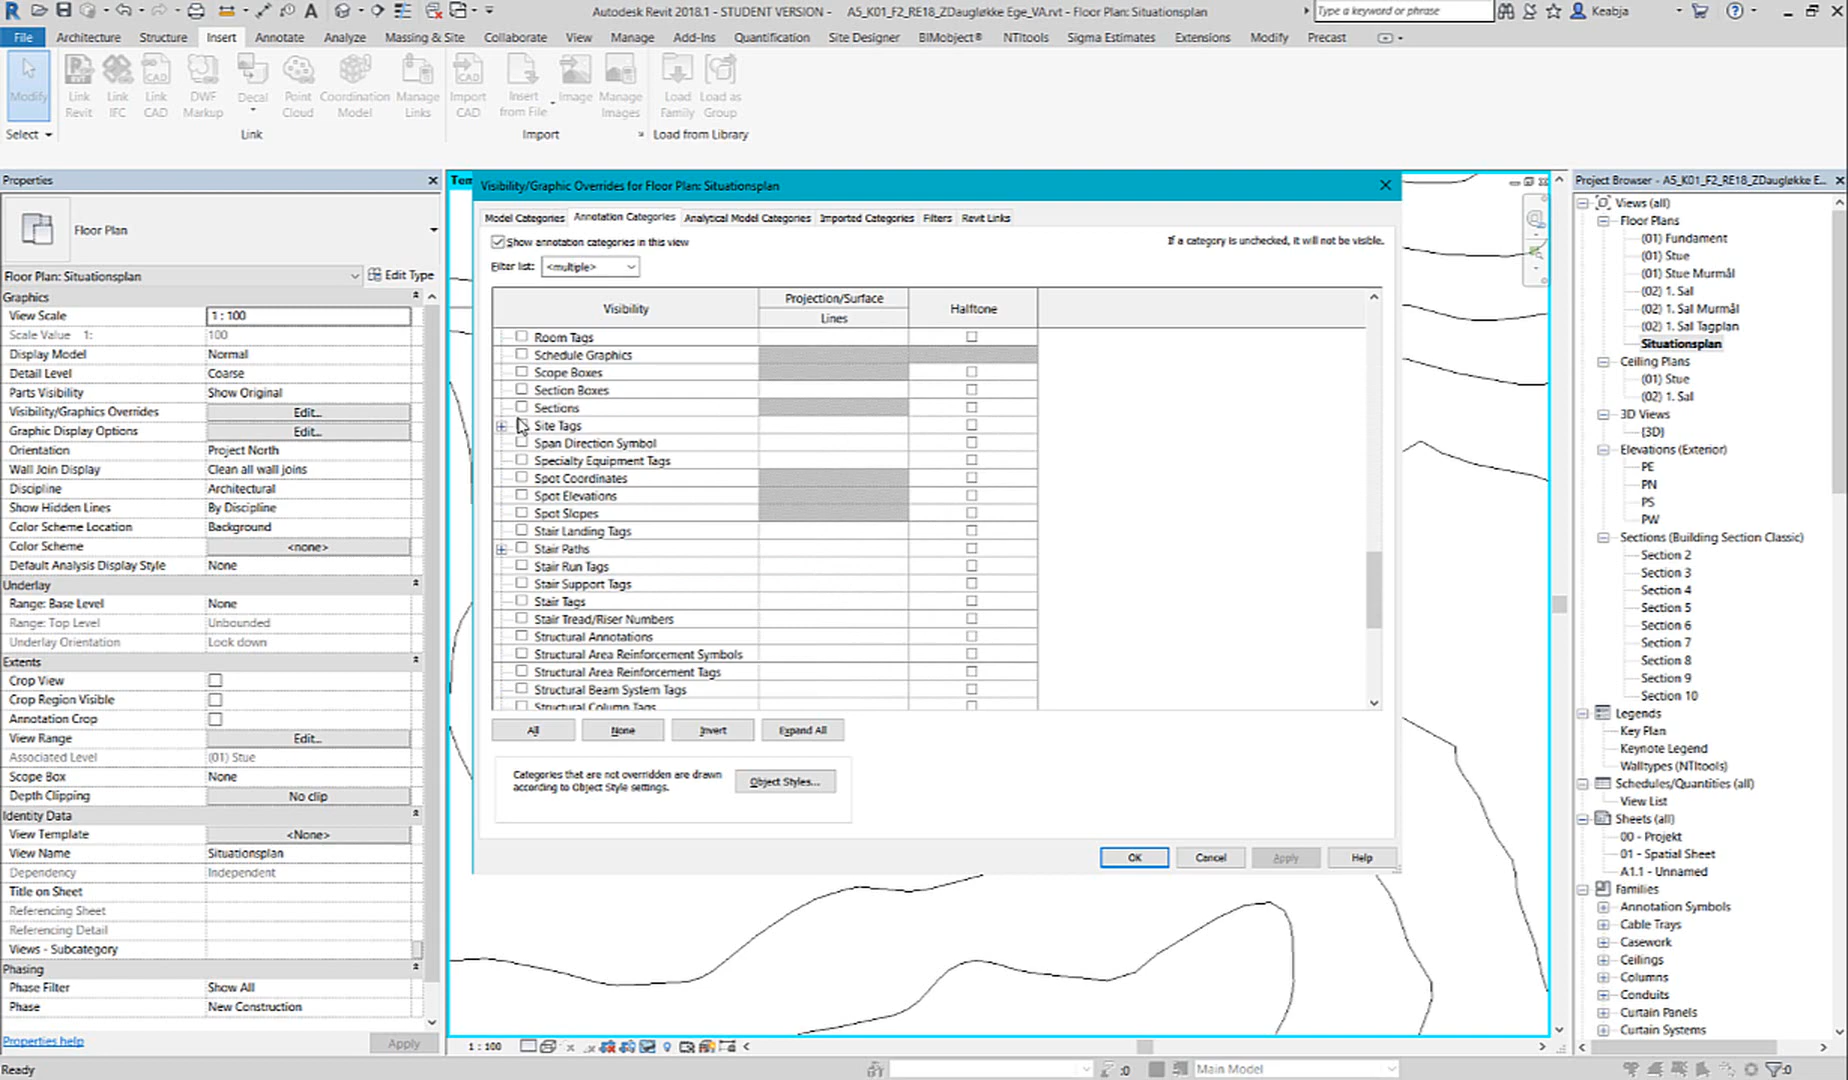 Autodesk Revit 2018.1 - STUDENT VERSION - A5_K01_F2_RE18_ZDaugløkke Ege_VA.rvt - Floor Plan: Situationsplan
Type a keyword or phrase
Keabja
File Architecture Structure Insert Annotate Analyze Massing & Site Collaborate View Manage Add-Ins Quantification Site Designer BIMobject® NTItools Sigma Estimates Extensions Modify Precast
Modify
Link Revit
Link IFC
Link CAD
DWF Markup
Decal
Point Cloud
Coordination Model
Manage Links
Import CAD
Insert from File
Image
Manage Images
Load Family
Load as Group
Select
Link
Import
Load from Library
Properties
Floor Plan
Floor Plan: Situationsplan
Edit Type
Graphics
View Scale 1 : 100
Scale Value 1: 100
Display Model Normal
Detail Level Coarse
Parts Visibility Show Original
Visibility/Graphics Overrides Edit...
Graphic Display Options Edit...
Orientation Project North
Wall Join Display Clean all wall joins
Discipline Architectural
Show Hidden Lines By Discipline
Color Scheme Location Background
Color Scheme <none>
Default Analysis Display Style None
Underlay
Range: Base Level None
Range: Top Level Unbounded
Underlay Orientation Look down
Extents
Crop View
Crop Region Visible
Annotation Crop
View Range Edit...
Associated Level (01) Stue
Scope Box None
Depth Clipping No clip
Identity Data
View Template <None>
View Name Situationsplan
Dependency Independent
Title on Sheet
Referencing Sheet
Referencing Detail
Views - Subcategory
Phasing
Phase Filter Show All
Phase New Construction
Properties help
Apply
Ready
Visibility/Graphic Overrides for Floor Plan: Situationsplan
Model Categories Annotation Categories Analytical Model Categories Imported Categories Filters Revit Links
Show annotation categories in this view
If a category is unchecked, it will not be visible.
Filter list: <multiple>
Visibility
Projection/Surface
Lines
Halftone
Room Tags
Schedule Graphics
Scope Boxes
Section Boxes
Sections
Site Tags
Span Direction Symbol
Specialty Equipment Tags
Spot Coordinates
Spot Elevations
Spot Slopes
Stair Landing Tags
Stair Paths
Stair Run Tags
Stair Support Tags
Stair Tags
Stair Tread/Riser Numbers
Structural Annotations
Structural Area Reinforcement Symbols
Structural Area Reinforcement Tags
Structural Beam System Tags
Structural Column Tags
All None Invert Expand All
Categories that are not overridden are drawn
according to Object Style settings.
Object Styles...
OK Cancel Apply Help
1 : 100
:0
Main Model
:0
Project Browser - A5_K01_F2_RE18_ZDaugløkke E...
Views (all)
Floor Plans
(01) Fundament
(01) Stue
(01) Stue Murmål
(02) 1. Sal
(02) 1. Sal Murmål
(02) 1. Sal Tagplan
Situationsplan
Ceiling Plans
(01) Stue
(02) 1. Sal
3D Views
{3D}
Elevations (Exterior)
PE
PN
PS
PW
Sections (Building Section Classic)
Section 2
Section 3
Section 4
Section 5
Section 6
Section 7
Section 8
Section 9
Section 10
Legends
Key Plan
Keynote Legend
Walltypes (NTItools)
Schedules/Quantities (all)
View List
Sheets (all)
00 - Projekt
01 - Spatial Sheet
A1.1 - Unnamed
Families
Annotation Symbols
Cable Trays
Casework
Ceilings
Columns
Conduits
Curtain Panels
Curtain Systems